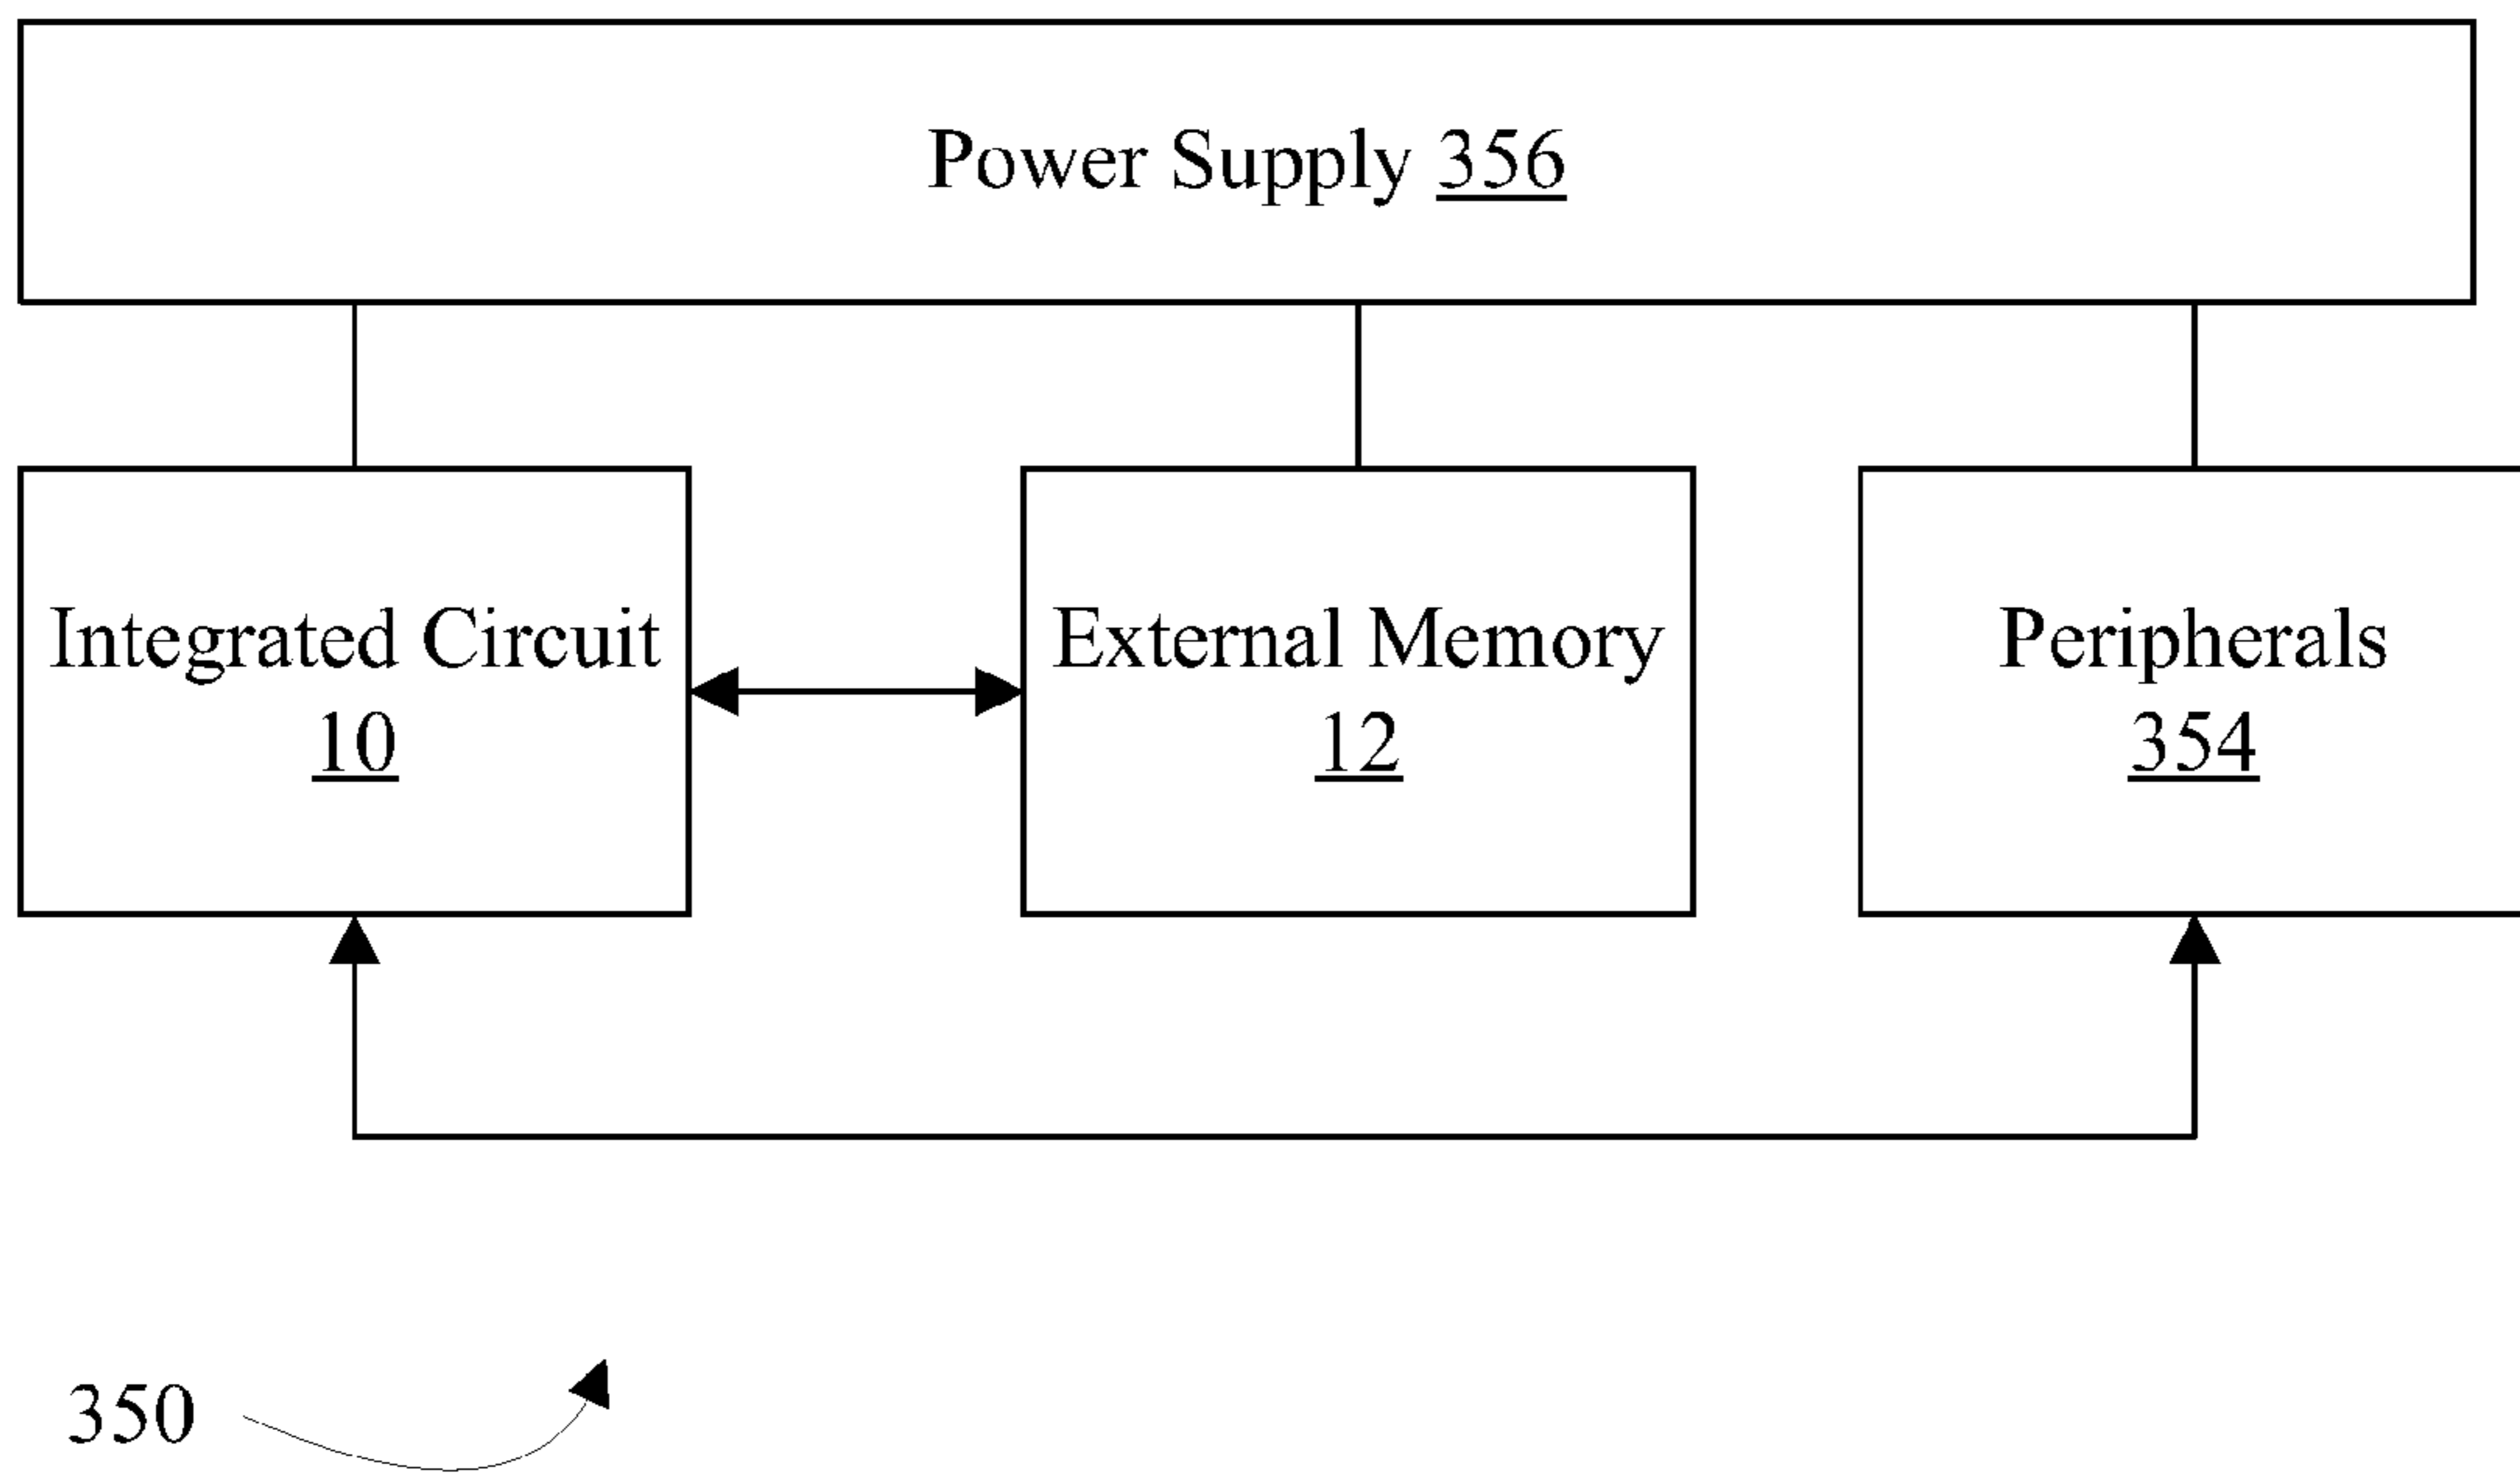 Power Supply 356
Integrated Circuit
10
External Memory
12
Peripherals
354
350